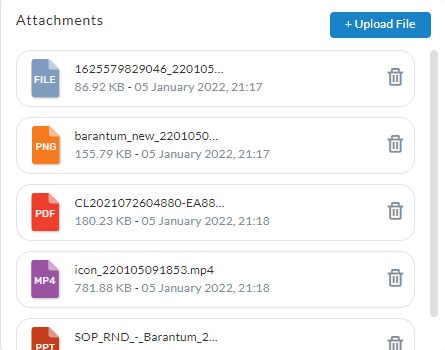 Attachments
+ Upload File
FILE
1625579829046_220105...
86.92 KB - 05 January 2022, 21:17
PNG
barantum_new_2201050...
155.79 KB - 05 January 2022, 21:17
PDF
CL2021072604880-EA88...
180.23 KB - 05 January 2022, 21:18
MP4
icon_220105091853.mp4
781.88 KB - 05 January 2022, 21:18
PPT
SOP_RND_-_Barantum_2...